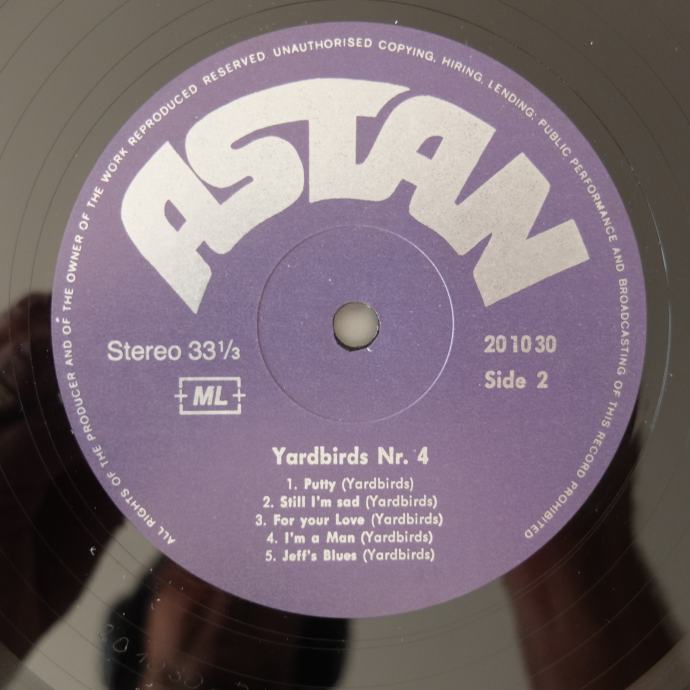 ALL RIGHTS OF THE PRODUCER AND OF THE OWNER OF THE WORK REPRODUCED RESERVED UNAUTHORISED COPYING, HIRING, LENDING, PUBLIC PERFORMANCE AND BROADCASTING OF THIS RECORD PROHIBITED
ASTAN
Stereo 33 1/3
201030
ML
Side 2
Yardbirds Nr. 4
1. Putty (Yardbirds)
2. Still I'm sad (Yardbirds)
3. For your Love (Yardbirds)
4. I'm a Man (Yardbirds)
5. Jeff's Blues (Yardbirds)